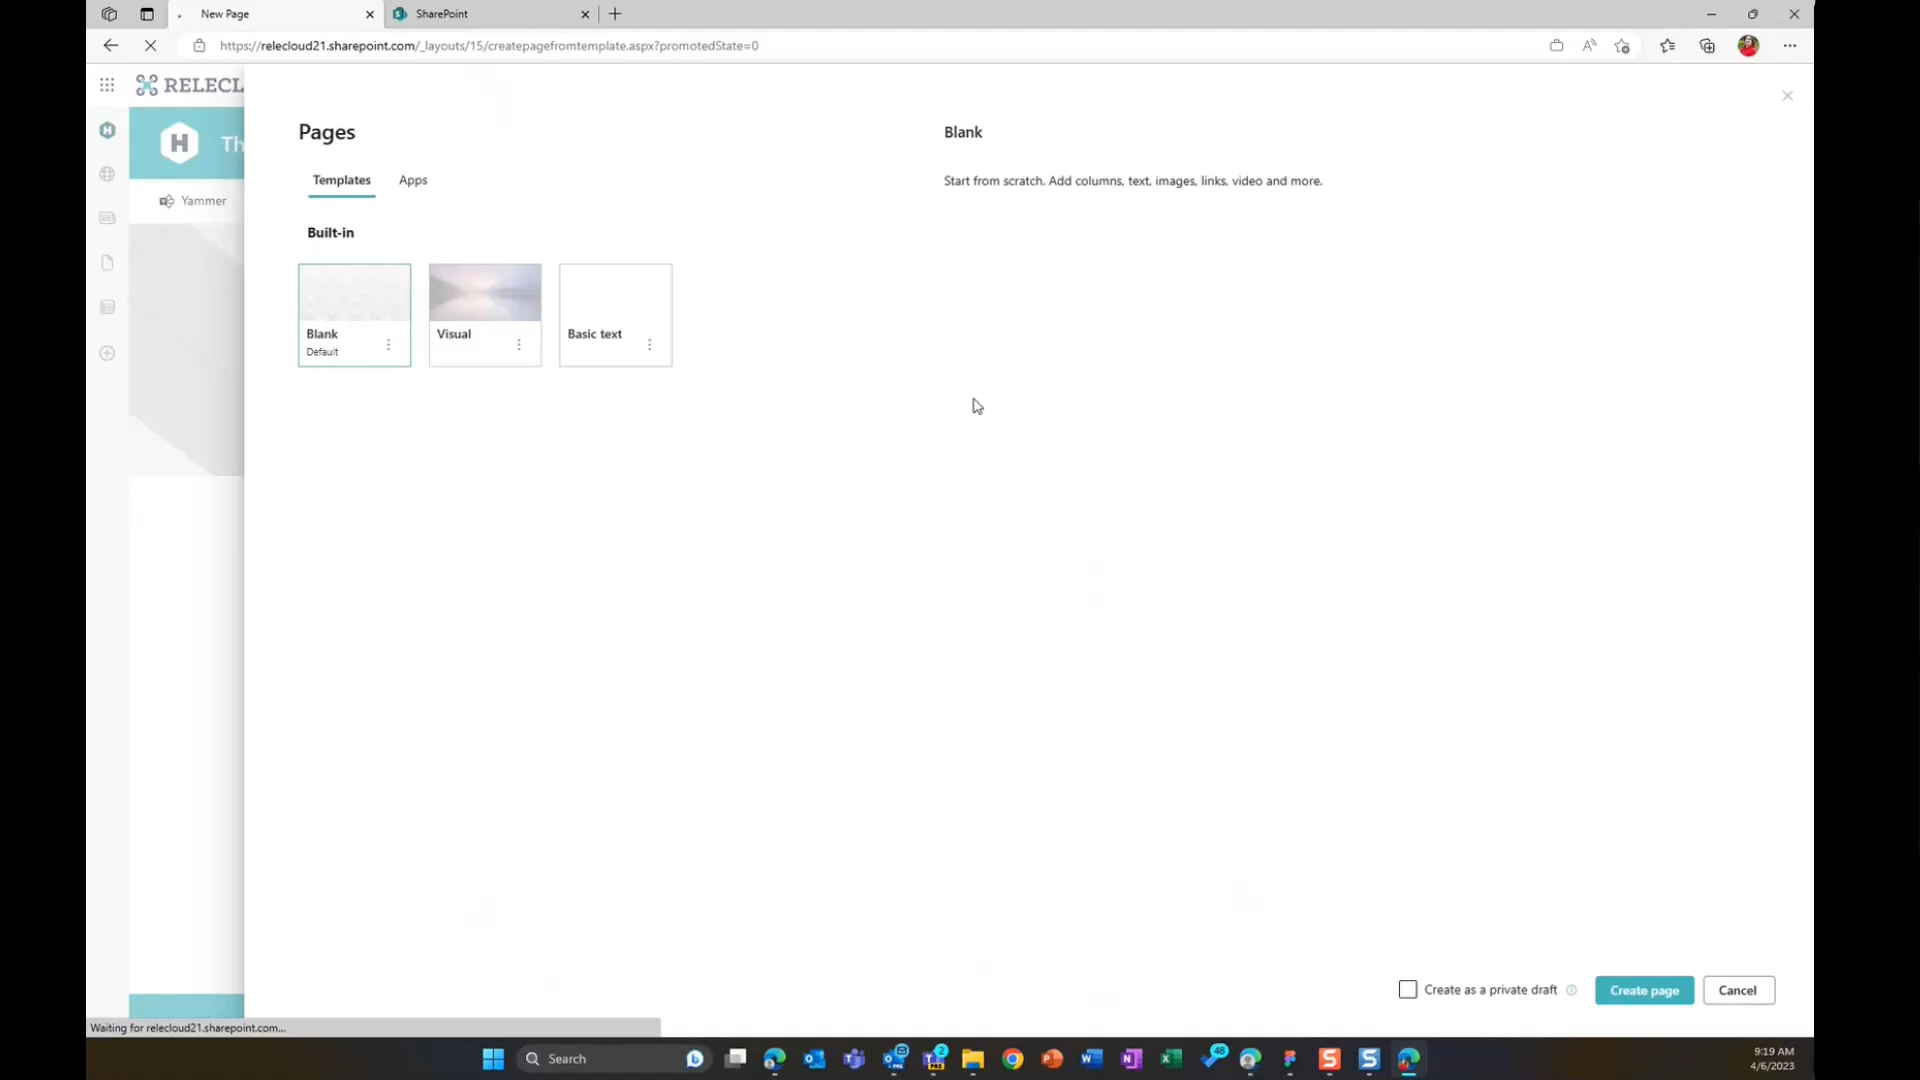 New Page
SharePoint
https://relecloud21.sharepoint.com/_layouts/15/createpagefromtemplate.aspx?promotedState=0
RELECL
H
H
Th
Yammer
Pages
Templates
Apps
Built-in
Blank
Default
Visual
Basic text
Blank
Start from scratch. Add columns, text, images, links, video and more.
Create as a private draft
Create page
Cancel
Waiting for relecloud21.sharepoint.com...
Search
2
48
9:19 AM
4/6/2023